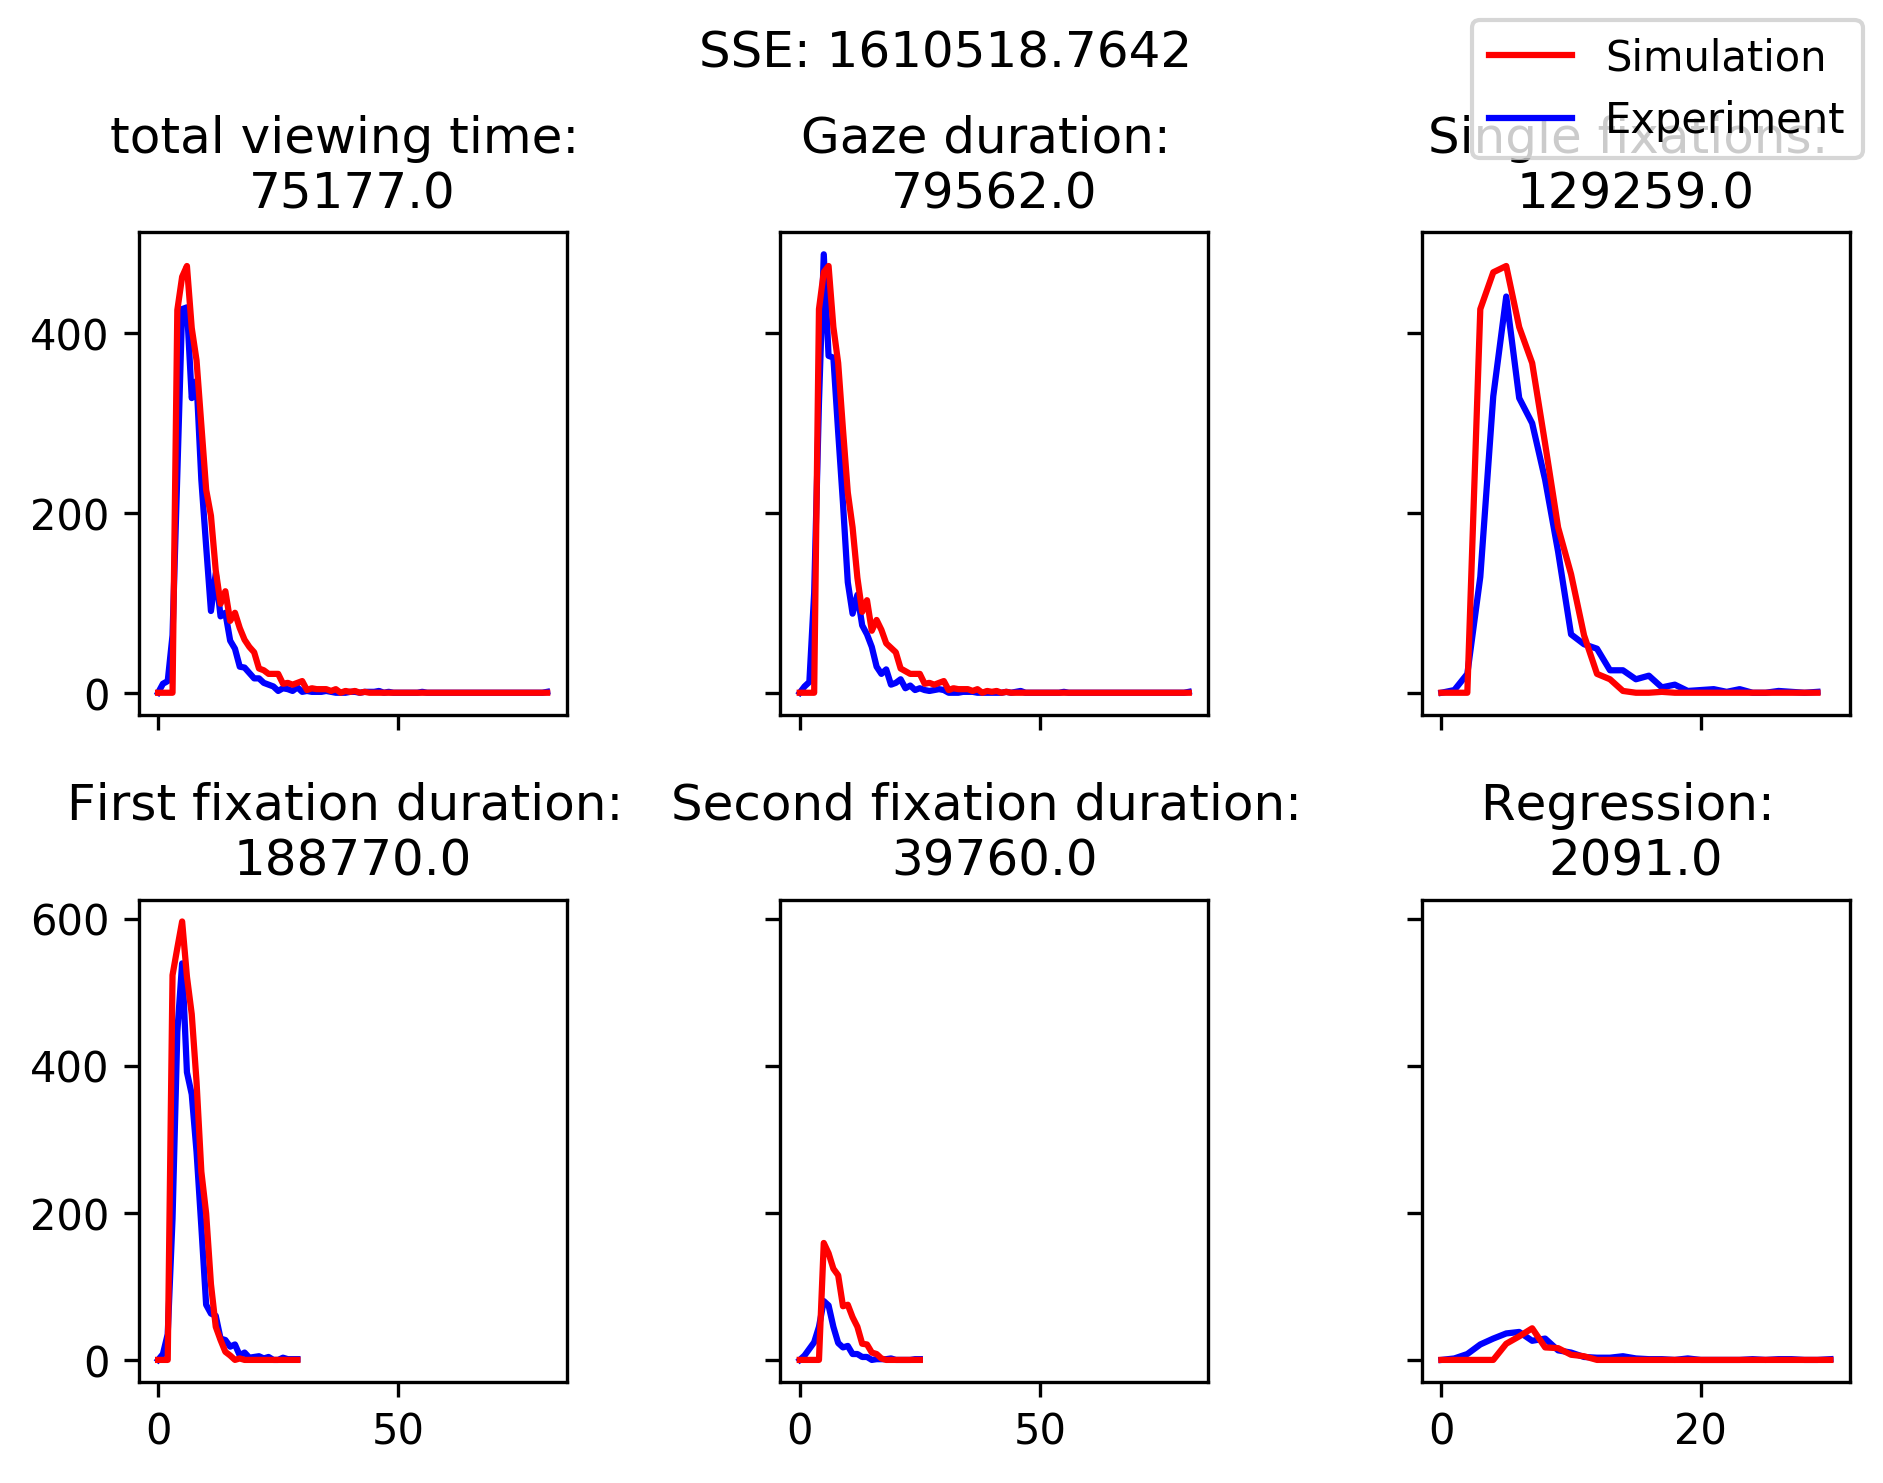 SSE: 1610518.7642
Simulation
Experiment
total viewing time:
75177.0
Gaze duration:
79562.0
Single fixations:
129259.0
400
200
0
First fixation duration:
188770.0
Second fixation duration:
39760.0
Regression:
2091.0
600
400
200
0
0 50
0 50
0 20